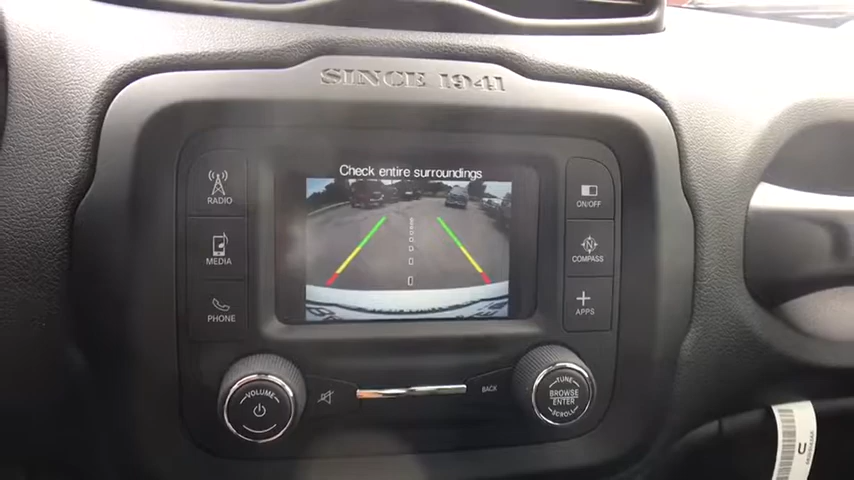 SINCE 1941
Check entire surroundings
RADIO
MEDIA
PHONE
ON/OFF
N
COMPASS
+
APPS
VOLUME
BACK
TUNE
BROWSE
ENTER
SCROLL